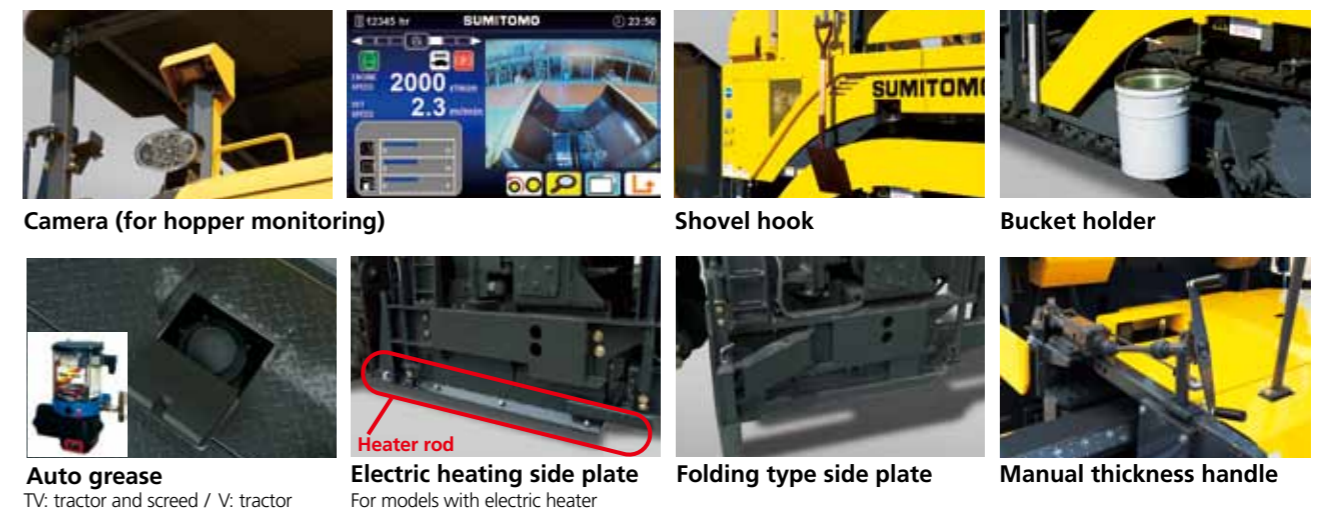 12345 hr SUMITOMO 23:50
ENGINE SPEED 2000 r/min
SET SPEED 2.3 m/min
SUMITOMO
Camera (for hopper monitoring)
Shovel hook
Bucket holder
Heater rod
Auto grease
TV: tractor and screed / V: tractor
Electric heating side plate
For models with electric heater
Folding type side plate
Manual thickness handle